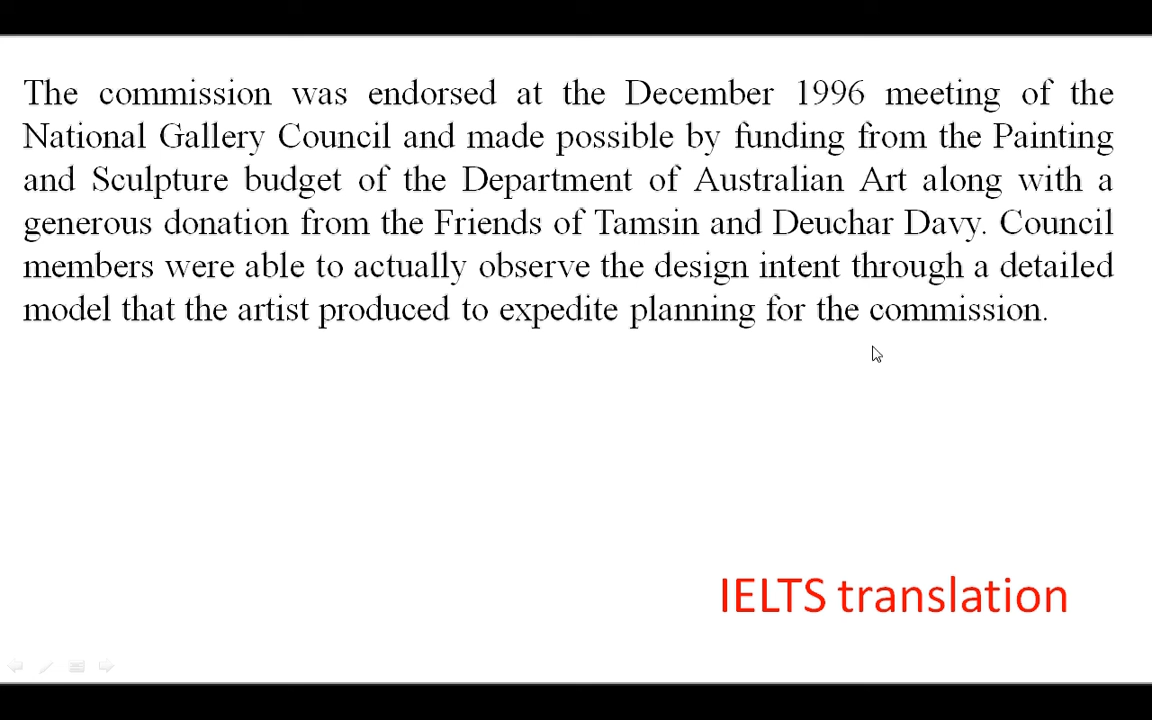 The commission was endorsed at the December 1996 meeting of the
National Gallery Council and made possible by funding from the Painting
and Sculpture budget of the Department of Australian Art along with a
generous donation from the Friends of Tamsin and Deuchar Davy. Council
members were able to actually observe the design intent through a detailed
model that the artist produced to expedite planning for the commission.
IELTS translation